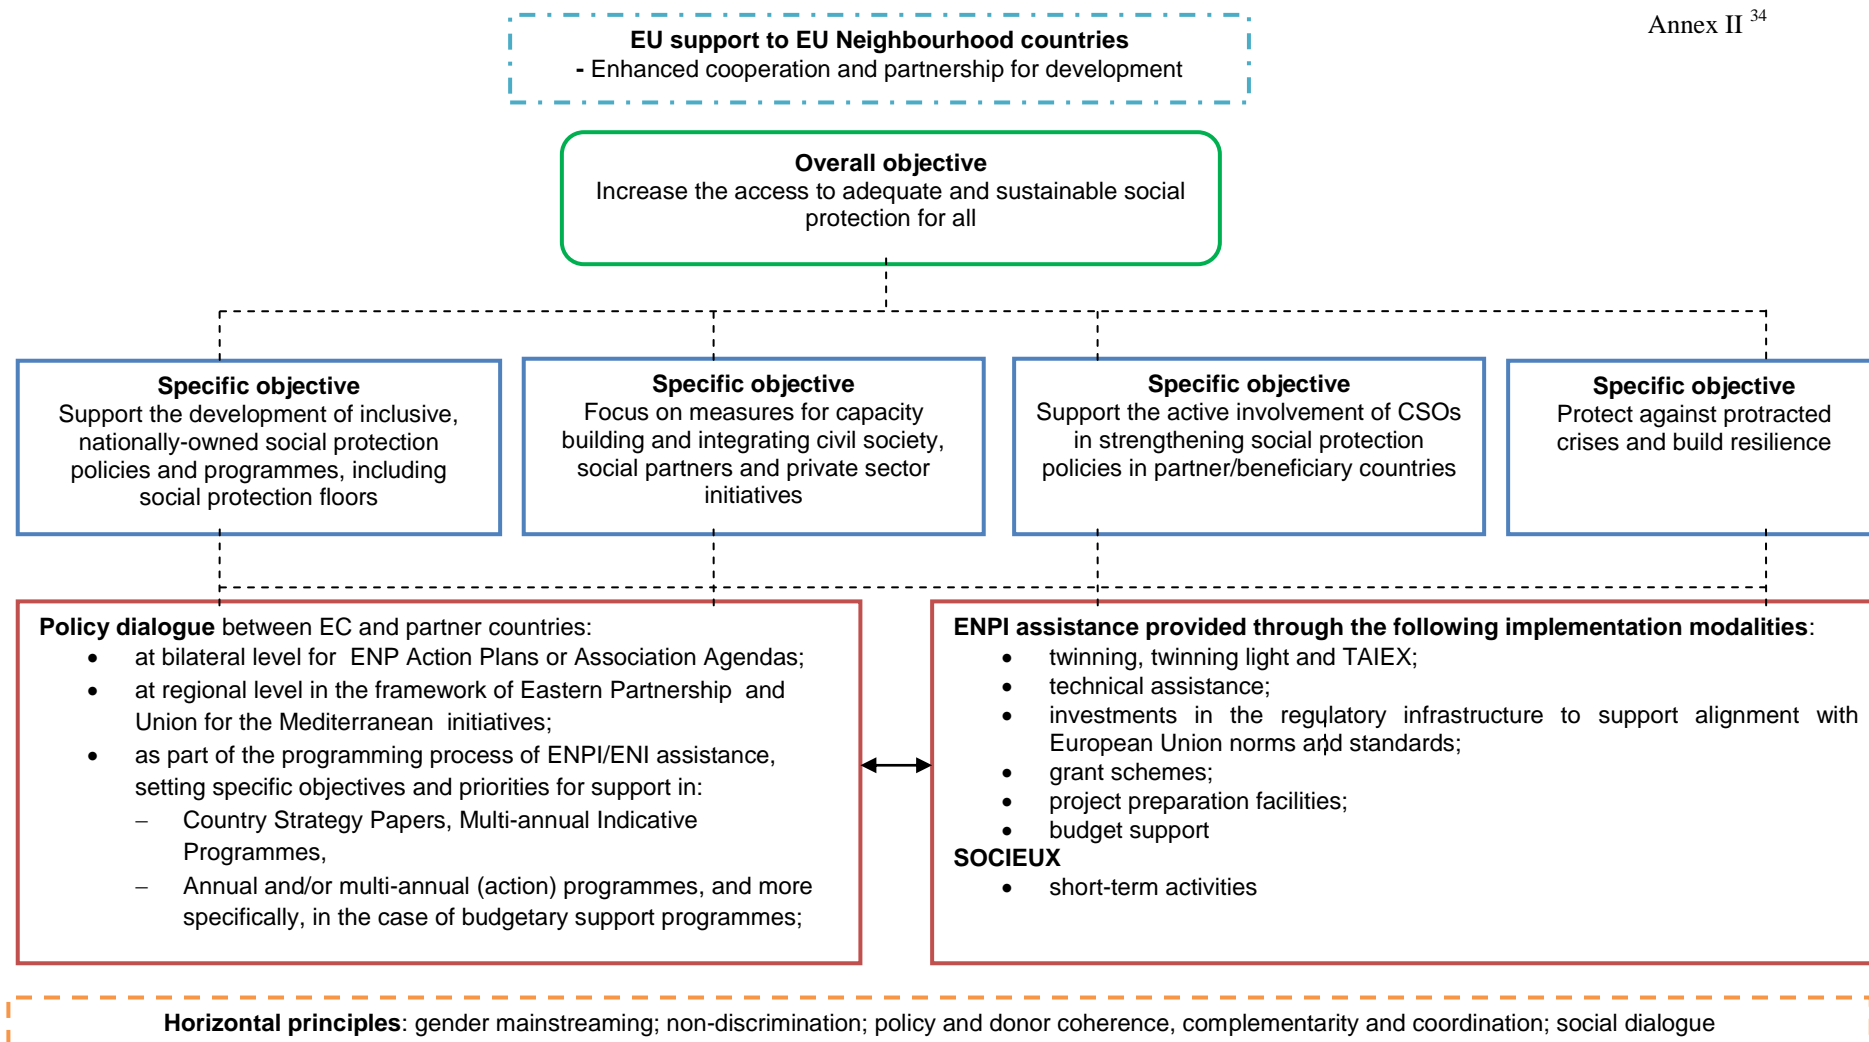 Annex II 34
EU support to EU Neighbourhood countries
- Enhanced cooperation and partnership for development
Overall objective
Increase the access to adequate and sustainable social
protection for all
Specific objective
Support the development of inclusive,
nationally-owned social protection
policies and programmes, including
social protection floors
Specific objective
Focus on measures for capacity
building and integrating civil society,
social partners and private sector
initiatives
Specific objective
Support the active involvement of CSOs
in strengthening social protection
policies in partner/beneficiary countries
Specific objective
Protect against protracted
crises and build resilience
Policy dialogue between EC and partner countries:
• at bilateral level for ENP Action Plans or Association Agendas;
• at regional level in the framework of Eastern Partnership and
Union for the Mediterranean initiatives;
• as part of the programming process of ENPI/ENI assistance,
setting specific objectives and priorities for support in:
– Country Strategy Papers, Multi-annual Indicative
Programmes,
– Annual and/or multi-annual (action) programmes, and more
specifically, in the case of budgetary support programmes;
ENPI assistance provided through the following implementation modalities:
• twinning, twinning light and TAIEX;
• technical assistance;
• investments in the regulatory infrastructure to support alignment with
European Union norms and standards;
• grant schemes;
• project preparation facilities;
• budget support
SOCIEUX
• short-term activities
Horizontal principles: gender mainstreaming; non-discrimination; policy and donor coherence, complementarity and coordination; social dialogue